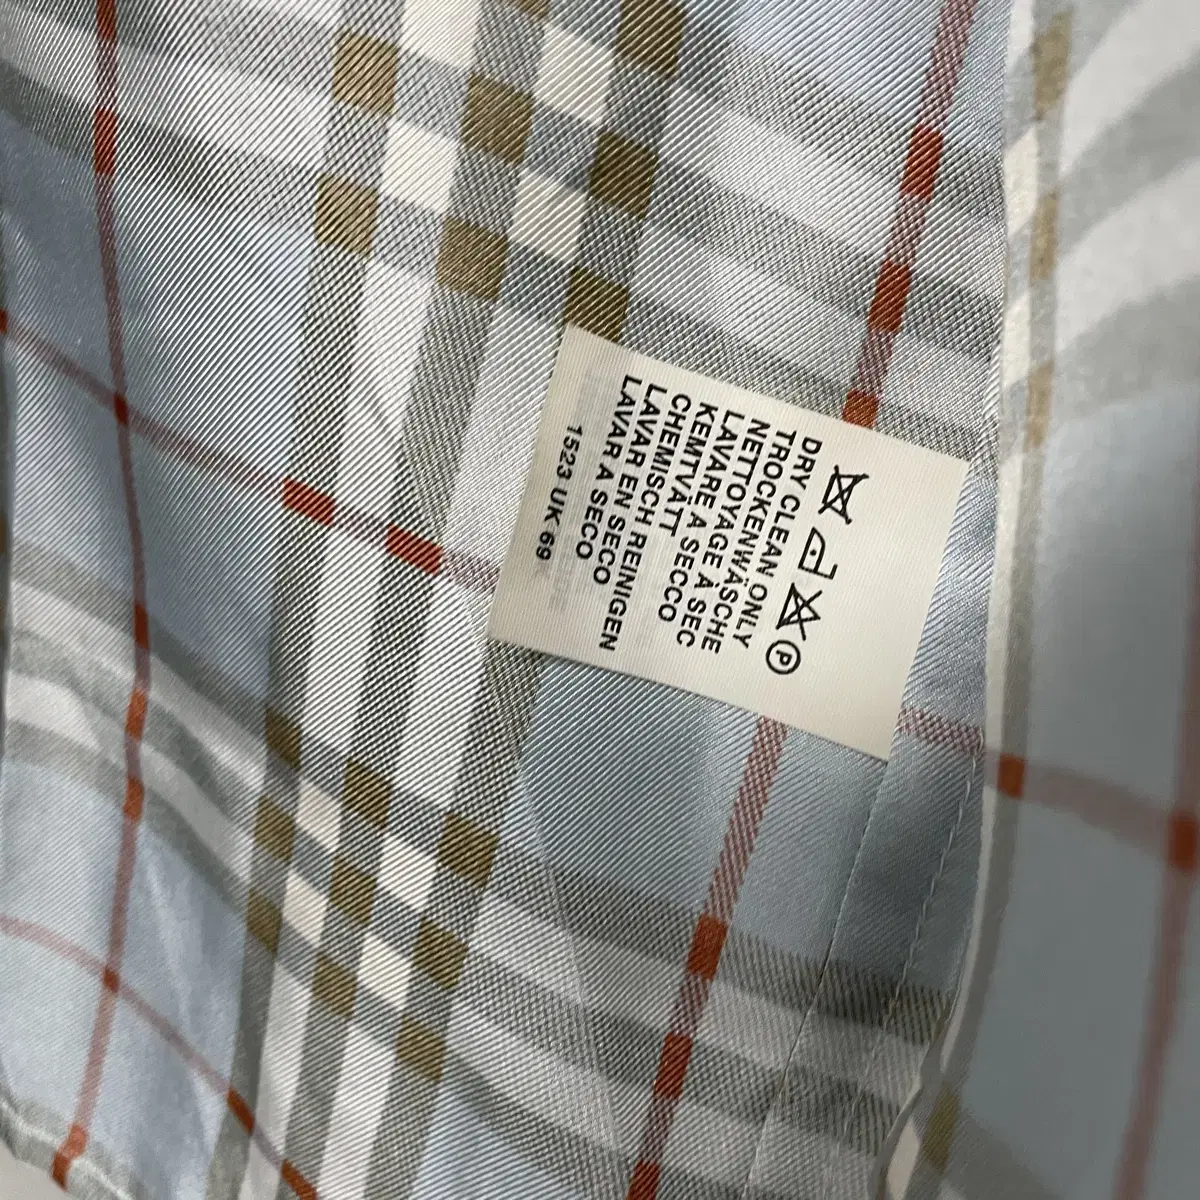 P
DRY CLEAN ONLY
TROCKENWÄSCHE
NETTOYAGE À SEC
LAVARE A SECCO
KEMTVÄTT
CHEMISCH REINIGEN
LAVAR EN SECO
LAVAR A SECO
1523 UK 69